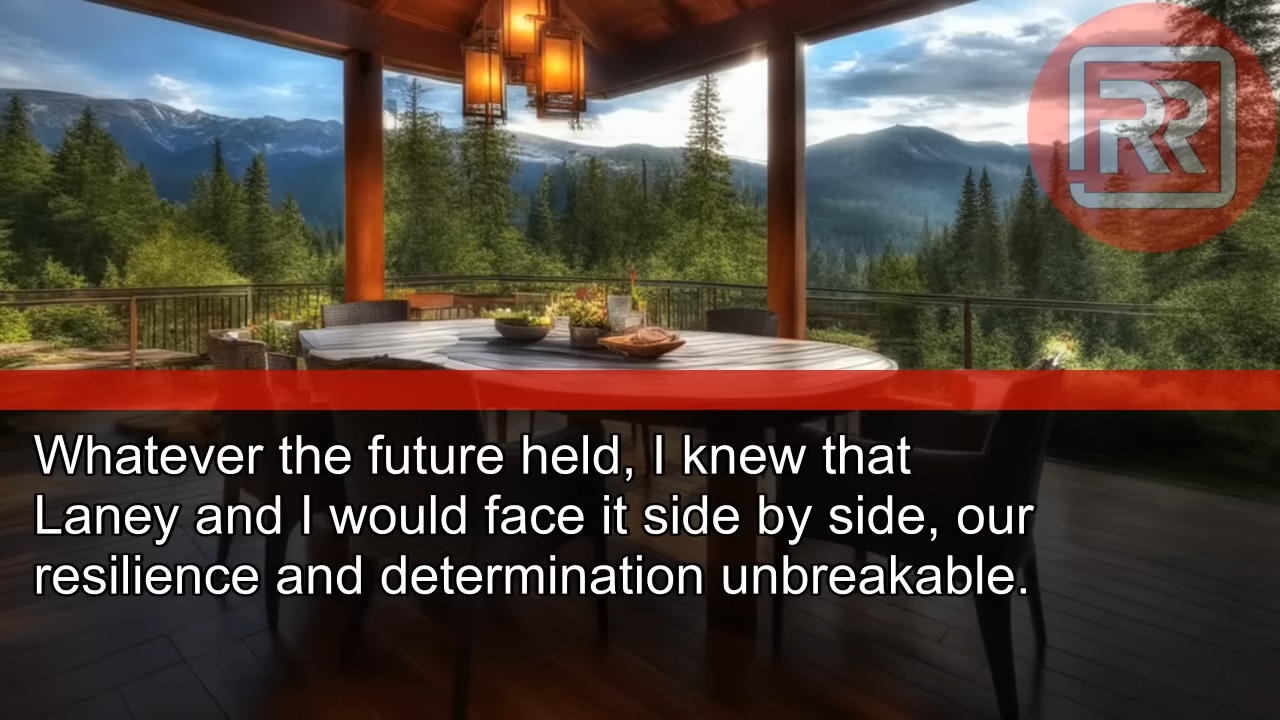 RR
Whatever the future held, I knew that
Laney and I would face it side by side, our
resilience and determination unbreakable.